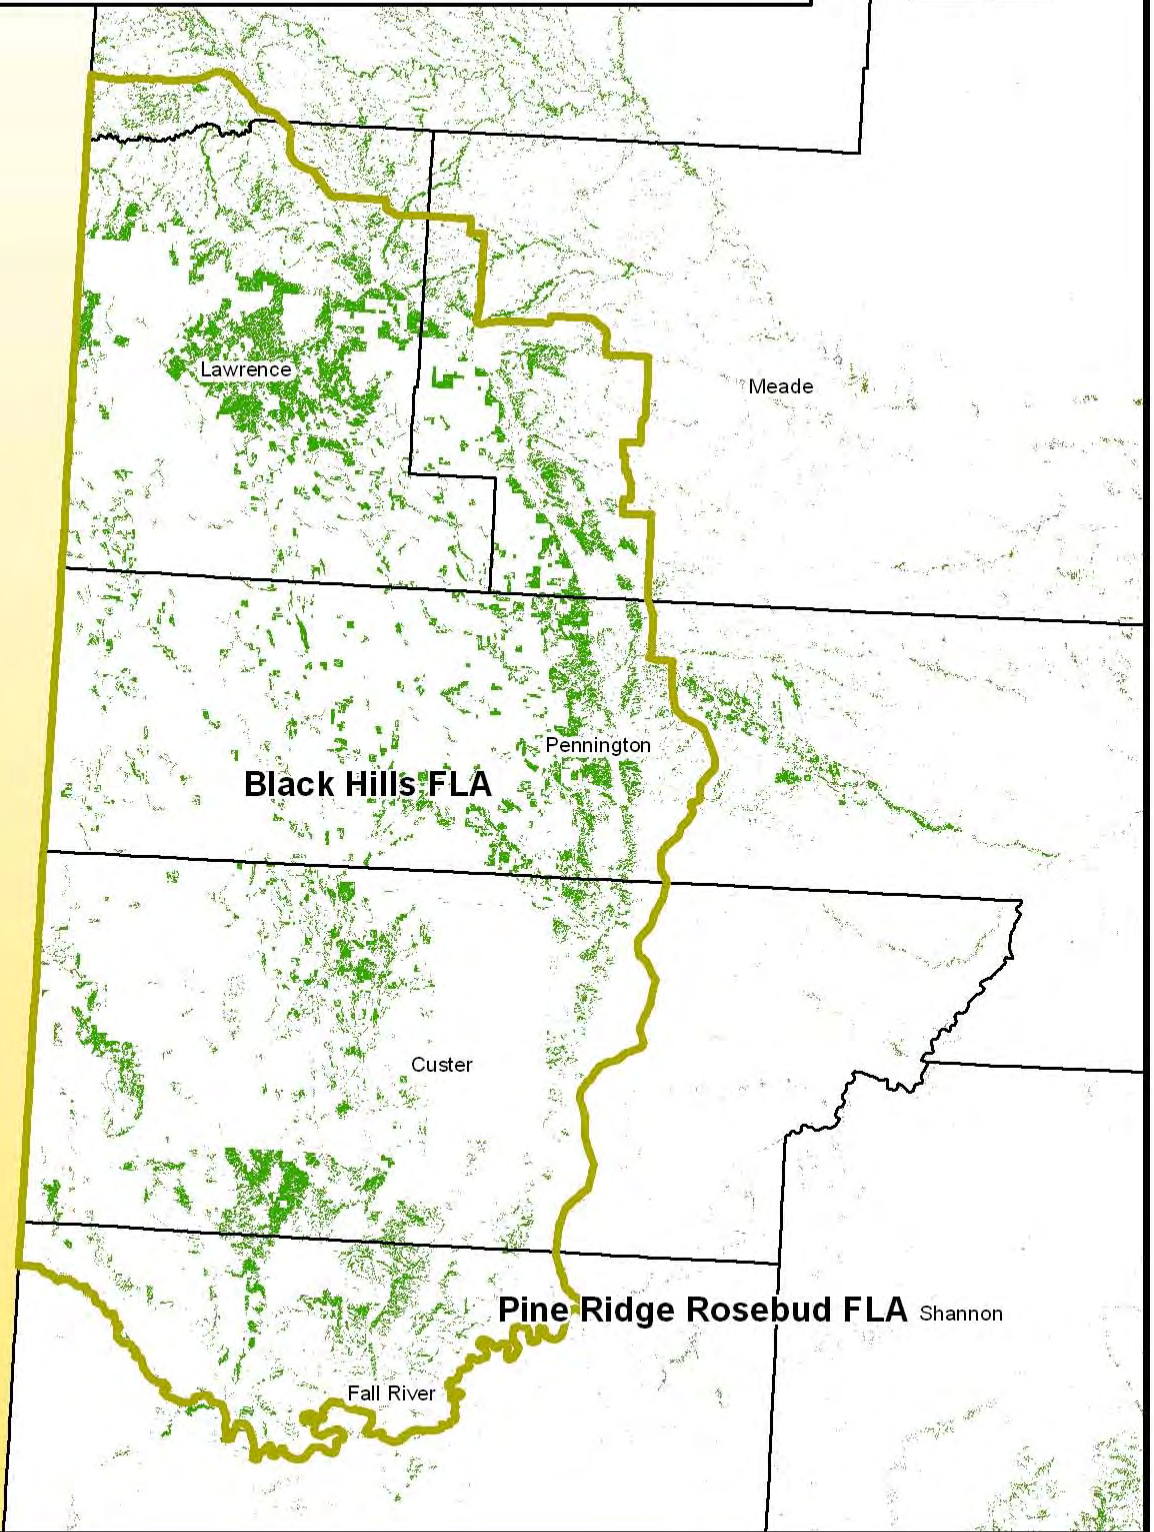 Lawrence
Meade
Pennington
Black Hills FLA
Custer
Pine Ridge Rosebud FLA
Shannon
Fall River